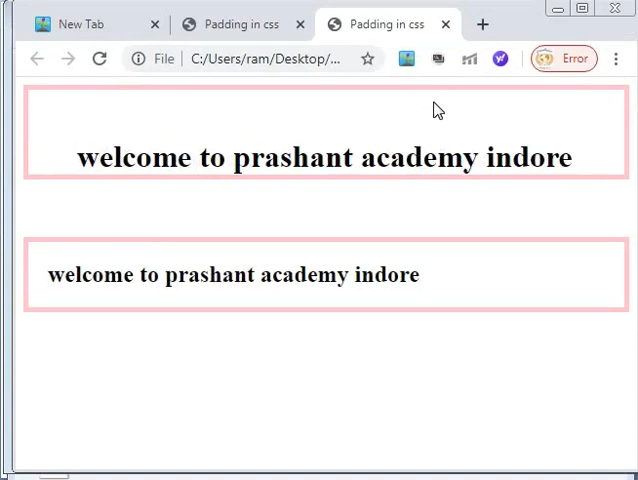 New Tab
Padding in css
Padding in css
File
C:/Users/ram/Desktop/...
Error
welcome to prashant academy indore
welcome to prashant academy indore